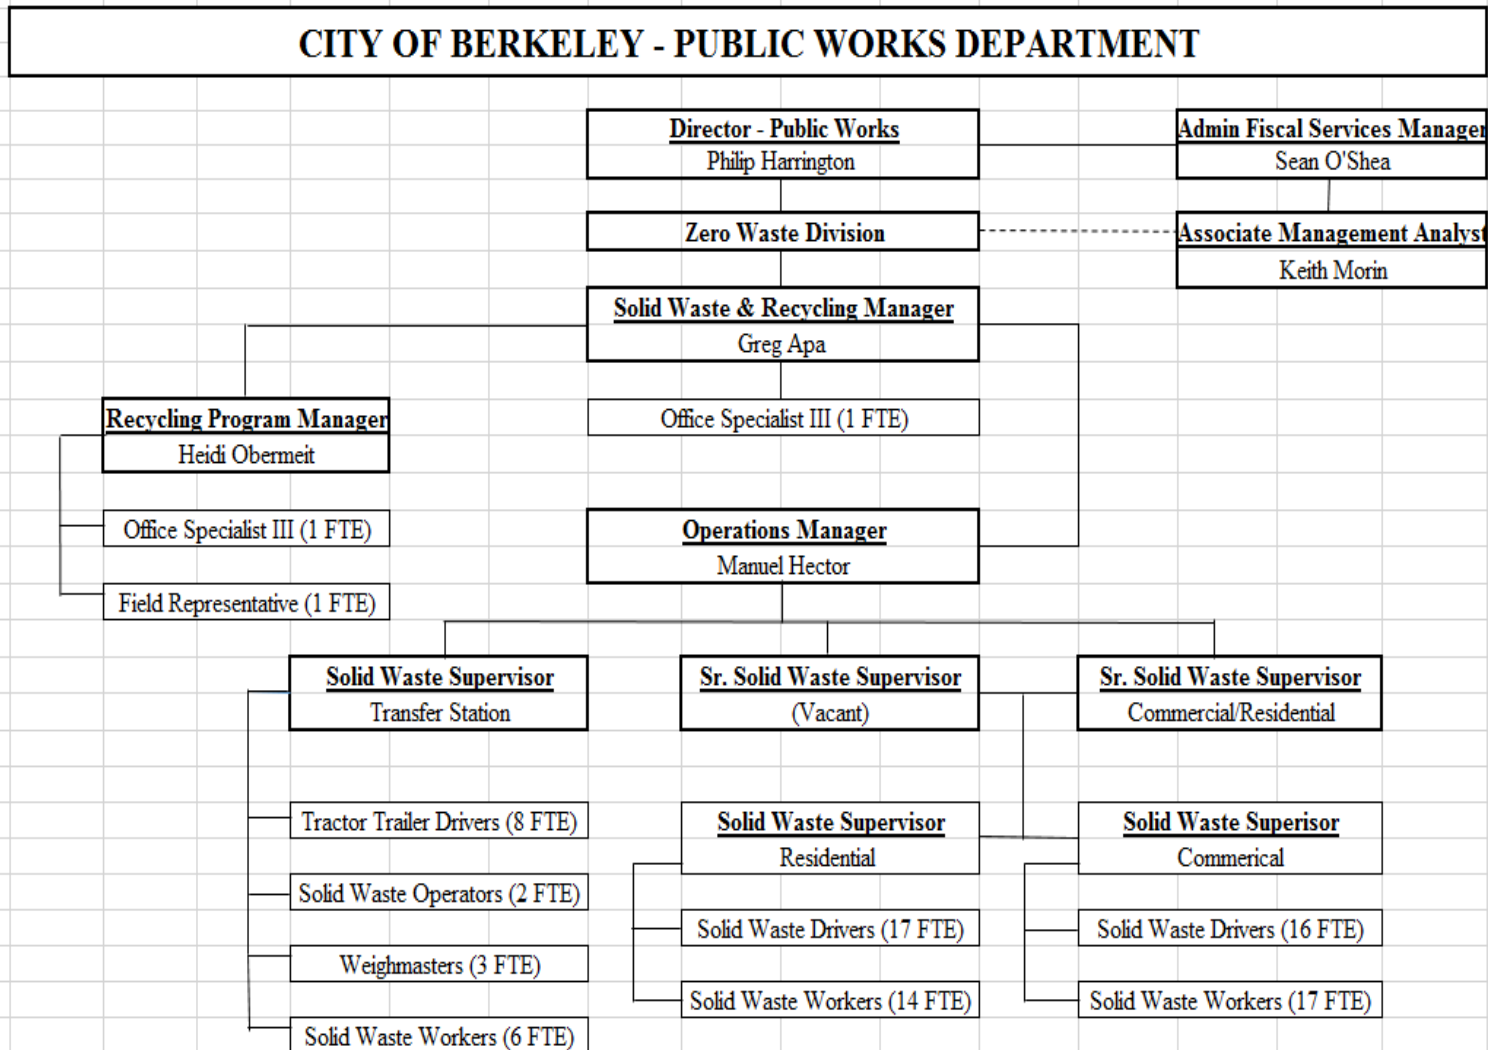 CITY OF BERKELEY - PUBLIC WORKS DEPARTMENT
Director - Public Works
Philip Harrington
Admin Fiscal Services Manager
Sean O'Shea
Zero Waste Division
Associate Management Analyst
Keith Morin
Solid Waste & Recycling Manager
Greg Apa
Recycling Program Manager
Heidi Obermeit
Office Specialist III (1 FTE)
Office Specialist III (1 FTE)
Field Representative (1 FTE)
Operations Manager
Manuel Hector
Solid Waste Supervisor
Transfer Station
Sr. Solid Waste Supervisor
(Vacant)
Sr. Solid Waste Supervisor
Commercial/Residential
Tractor Trailer Drivers (8 FTE)
Solid Waste Operators (2 FTE)
Weighmasters (3 FTE)
Solid Waste Workers (6 FTE)
Solid Waste Supervisor
Residential
Solid Waste Drivers (17 FTE)
Solid Waste Workers (14 FTE)
Solid Waste Superisor
Commerical
Solid Waste Drivers (16 FTE)
Solid Waste Workers (17 FTE)